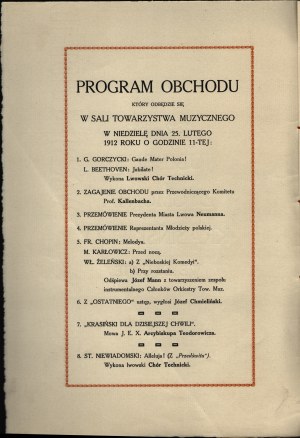 PROGRAM OBCHODU
KTÓRY ODBĘDZIE SIĘ
W SALI TOWARZYSTWA MUZYCZNEGO
W NIEDZIELĘ DNIA 25. LUTEGO
1912 ROKU O GODZINIE 11-TEJ:
1. G. GORCZYCKI: Gaude Mater Polonia!
L. BEETHOVEN: Jubilate!
Wykona Lwowski Chór Technicki.
2. ZAGAJENIE OBCHODU przez Przewodniczącego Komitetu
Prof. Kallenbacha.
3. PRZEMÓWIENIE Prezydenta Miasta Lwowa Neumanna.
4. PRZEMÓWIENIE Reprezentanta Młodzieży polskiej.
5. FR. CHOPIN: Melodya.
M. KARŁOWICZ: Przed nocą.
WŁ. ŻELEŃSKI: a) Z „Nieboskiej Komedyi".
b) Przy rozstaniu.
Odśpiewa Józef Mann z towarzyszeniem zespołu
instrumentalnego Członków Orkiestry Tow. Muz.
6. Z „OSTATNIEGO" ustęp, wygłosi Józef Chmieliński.
7. „KRASIŃSKI DLA DZISIEJSZEJ CHWILI".
Mowa J. E. X. Arcybiskupa Teodorowicza.
8. ST. NIEWIADOMSKI: Alleluja! (Z „Przedświtu").
Wykona lwowski Chór Technicki.